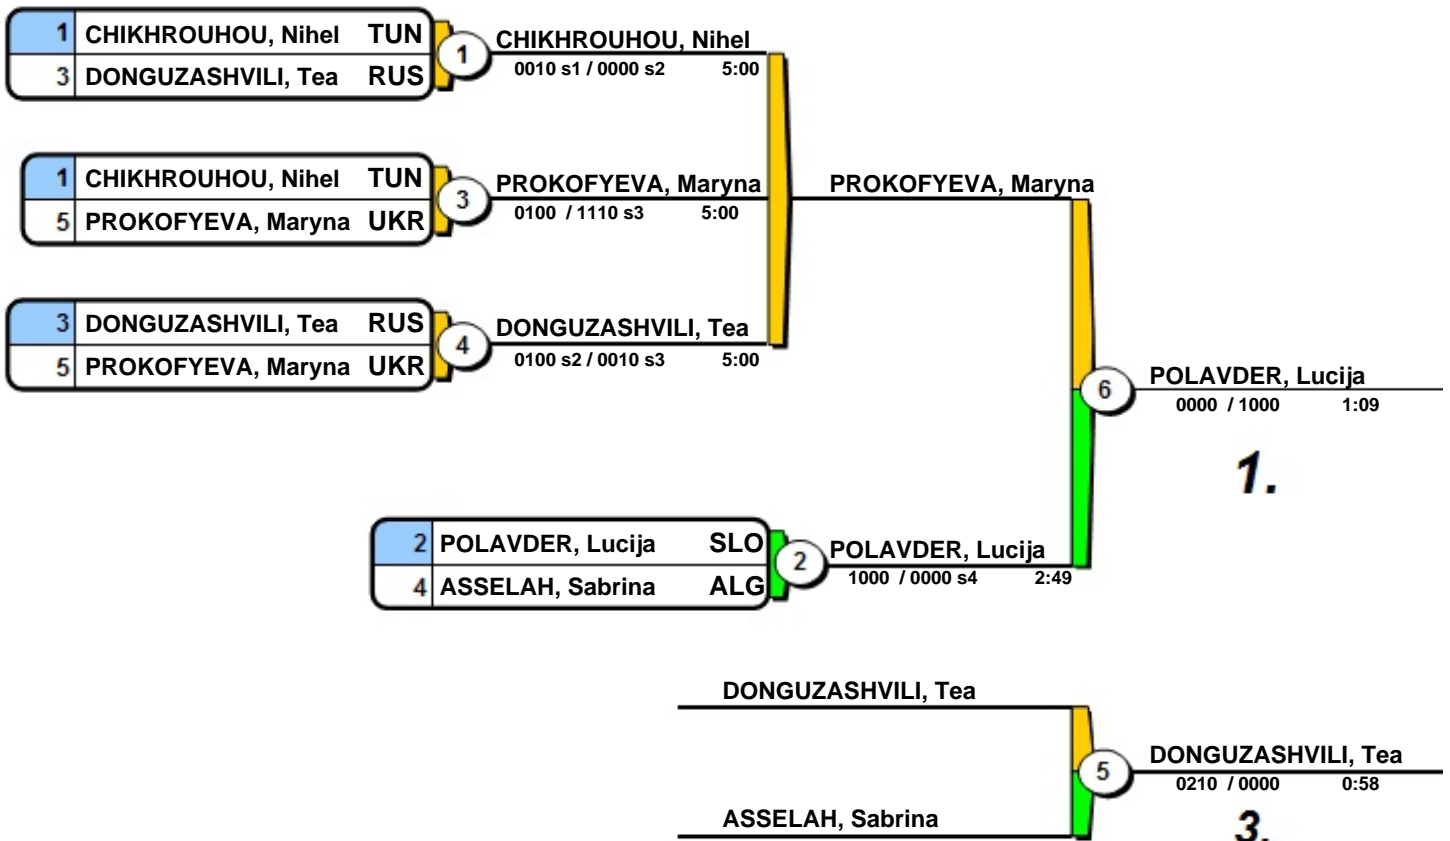 1 CHIKHROUHOU, Nihel TUN
3 DONGUZASHVILI, Tea RUS
1
CHIKHROUHOU, Nihel
0010 s1 / 0000 s2 5:00
1 CHIKHROUHOU, Nihel TUN
5 PROKOFYEVA, Maryna UKR
3
PROKOFYEVA, Maryna
0100 / 1110 s3 5:00
PROKOFYEVA, Maryna
3 DONGUZASHVILI, Tea RUS
5 PROKOFYEVA, Maryna UKR
4
DONGUZASHVILI, Tea
0100 s2 / 0010 s3 5:00
6
POLAVDER, Lucija
0000 / 1000 1:09
1.
2 POLAVDER, Lucija SLO
4 ASSELAH, Sabrina ALG
2
POLAVDER, Lucija
1000 / 0000 s4 2:49
DONGUZASHVILI, Tea
5
DONGUZASHVILI, Tea
0210 / 0000 0:58
ASSELAH, Sabrina
3.